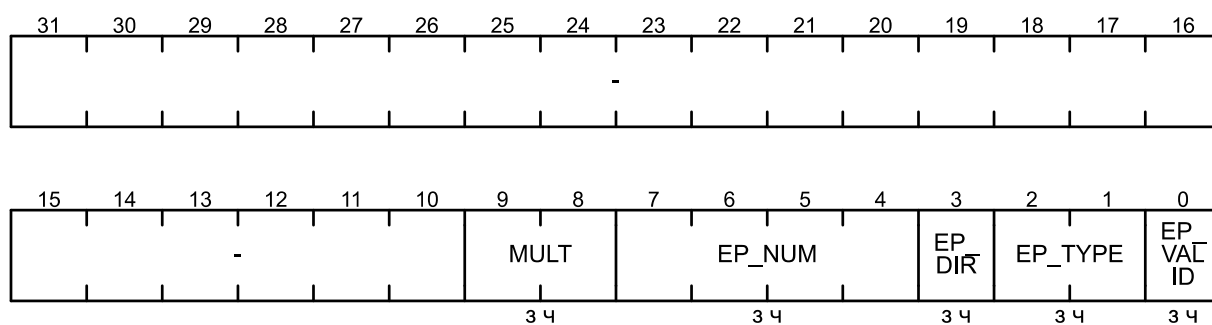 31 30 29 28 27 26 25 24 23 22 21 20 19 18 17 16
-
15 14 13 12 11 10 9 8 7 6 5 4 3 2 1 0
- MULT EP_NUM EP_DIR EP_TYPE EP_VALID
з ч з ч з ч з ч з ч